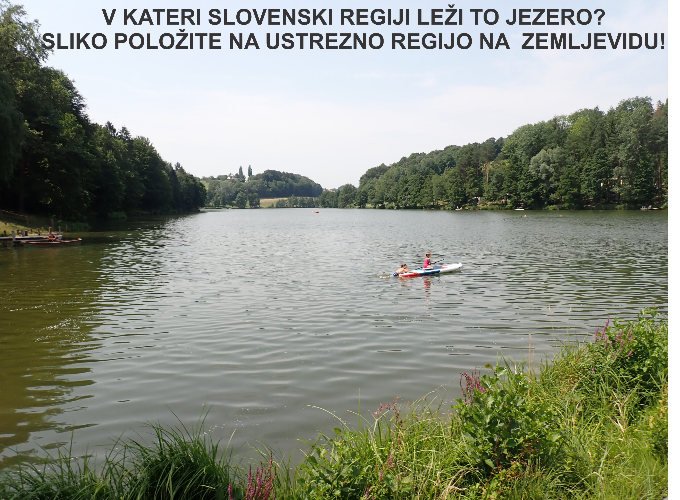 V KATERI SLOVENSKI REGIJI LEŽI TO JEZERO?
SLIKO POLOŽITE NA USTREZNO REGIJO NA ZEMLJEVIDU!